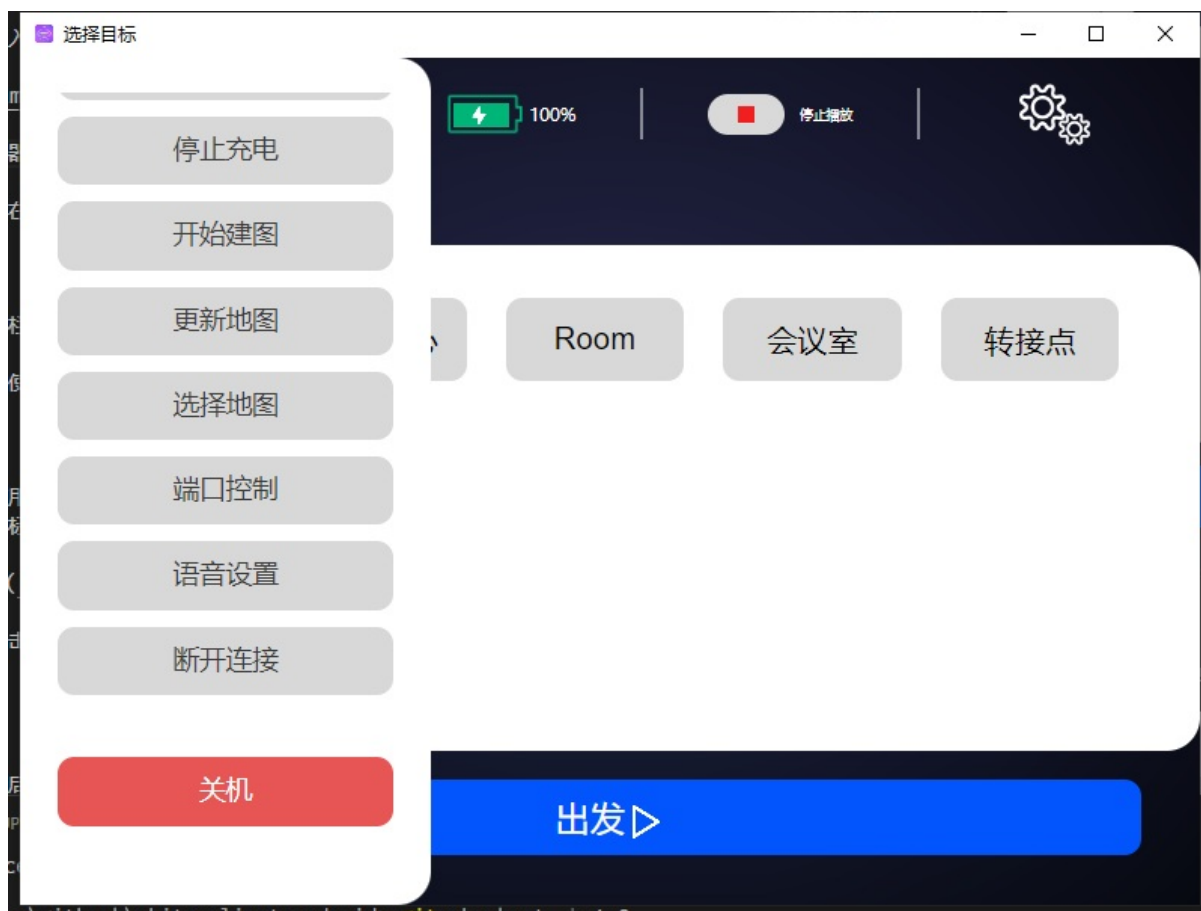 选择目标
100%
停止播放
停止充电
开始建图
更新地图
选择地图
端口控制
语音设置
断开连接
关机
Room
会议室
转接点
出发